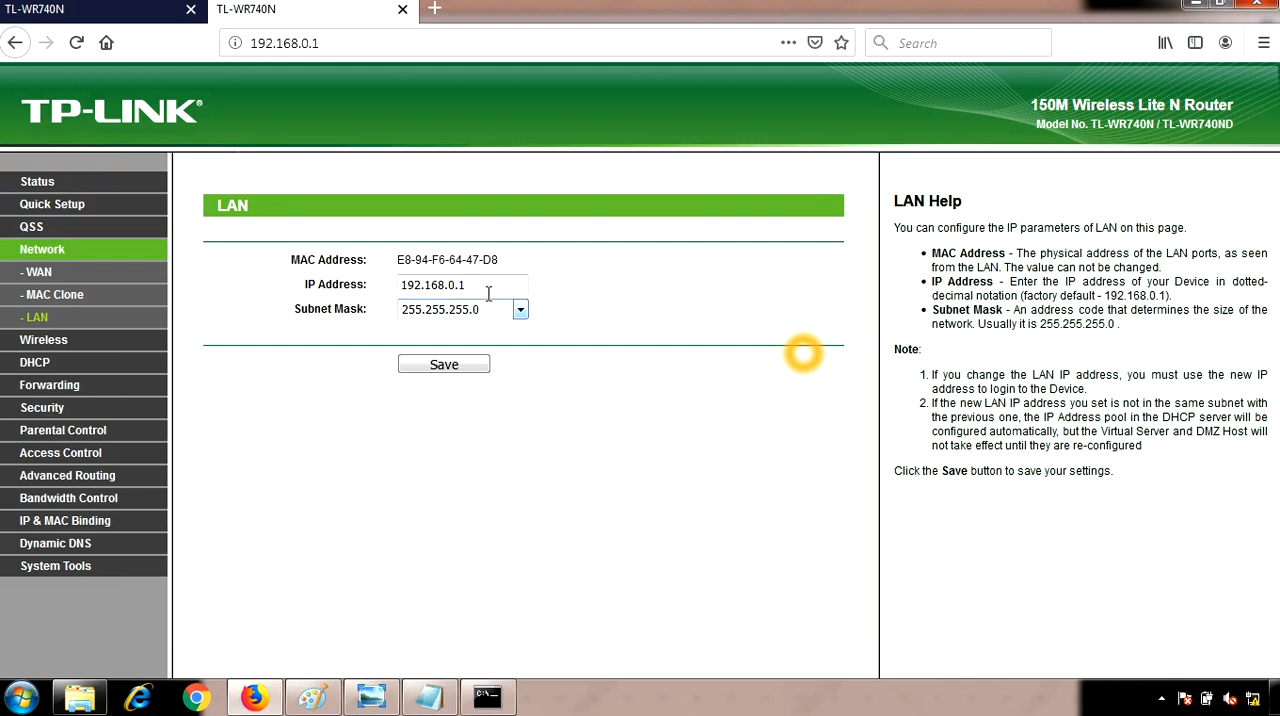 TL-WR740N
TL-WR740N
192.168.0.1
Search
TP-LINK
150M Wireless Lite N Router
Model No. TL-WR740N / TL-WR740ND
Status
Quick Setup
QSS
Network
- WAN
- MAC Clone
- LAN
Wireless
DHCP
Forwarding
Security
Parental Control
Access Control
Advanced Routing
Bandwidth Control
IP & MAC Binding
Dynamic DNS
System Tools
LAN
MAC Address: E8-94-F6-64-47-D8
IP Address: 192.168.0.1
Subnet Mask: 255.255.255.0
Save
LAN Help
You can configure the IP parameters of LAN on this page.
MAC Address - The physical address of the LAN ports, as seen
from the LAN. The value can not be changed.
IP Address - Enter the IP address of your Device in dotted-
decimal notation (factory default - 192.168.0.1).
Subnet Mask - An address code that determines the size of the
network. Usually it is 255.255.255.0 .
Note:
1. If you change the LAN IP address, you must use the new IP
address to login to the Device.
2. If the new LAN IP address you set is not in the same subnet with
the previous one, the IP Address pool in the DHCP server will be
configured automatically, but the Virtual Server and DMZ Host will
not take effect until they are re-configured
Click the Save button to save your settings.
C:\_